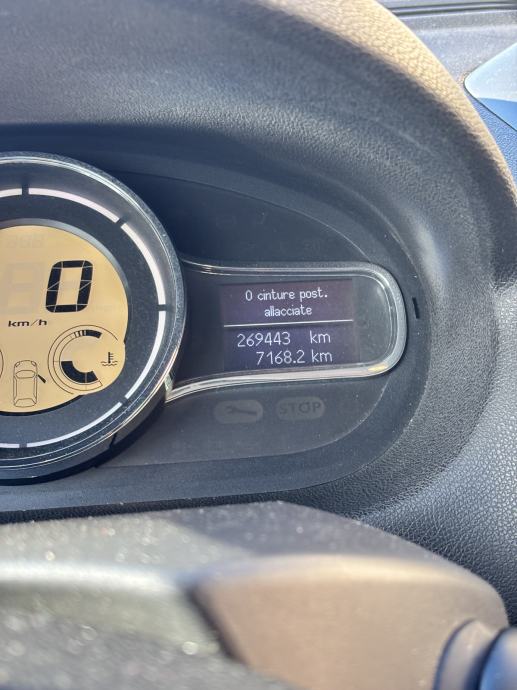 0 cinture post.
allacciate
269443 km
7168.2 km
0
km/h
STOP